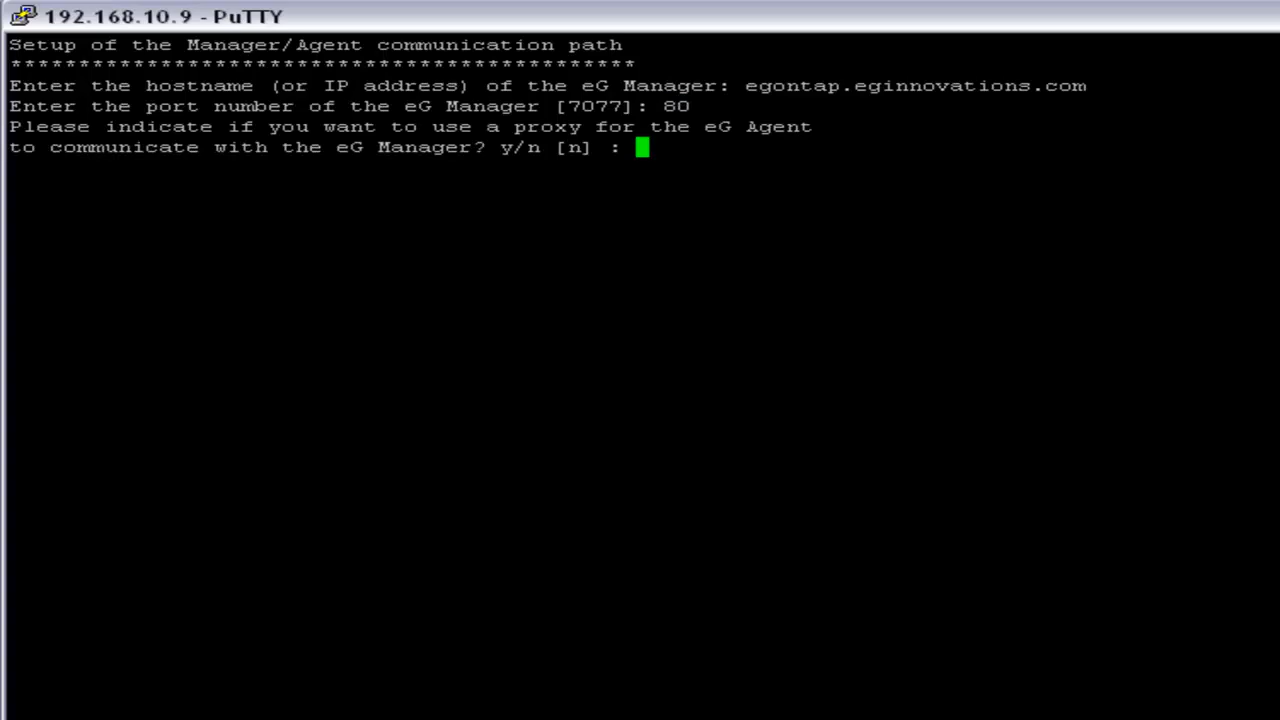 192.168.10.9 - PuTTY
Setup of the Manager/Agent communication path
**********************************************
Enter the hostname (or IP address) of the eG Manager: egontap.eginnovations.com
Enter the port number of the eG Manager [7077]: 80
Please indicate if you want to use a proxy for the eG Agent
to communicate with the eG Manager? y/n [n] :